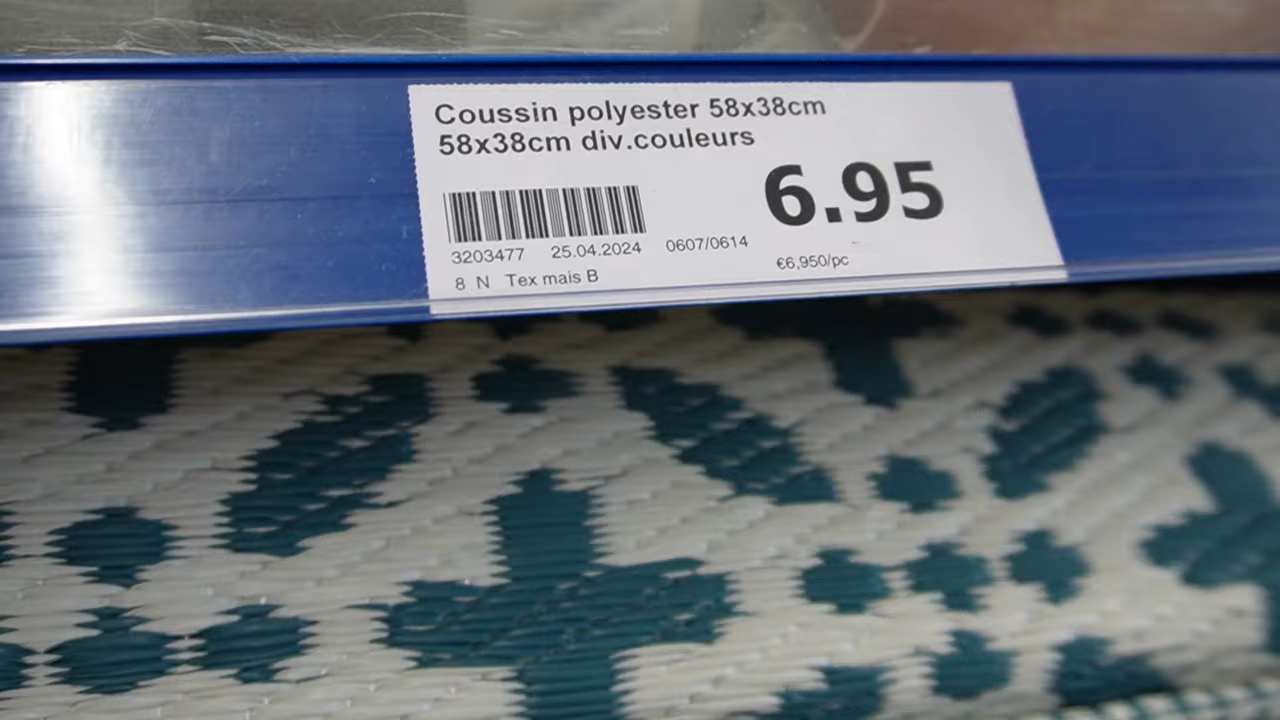 Coussin polyester 58x38cm
58x38cm div.couleurs
6.95
3203477 25.04.2024 0607/0614
€6,950/pc
8 N Tex mais B